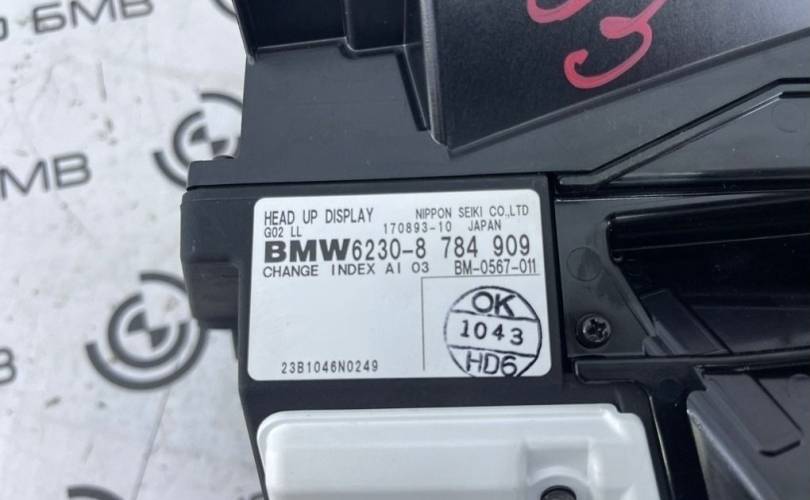 БМВ
HEAD UP DISPLAY NIPPON SEIKI CO.,LTD
G02 LL 170893-10 JAPAN
BMW6230-8 784 909
CHANGE INDEX AI 03 BM-0567-011
OK
1043
HD6
23B1046N0249
БМВ